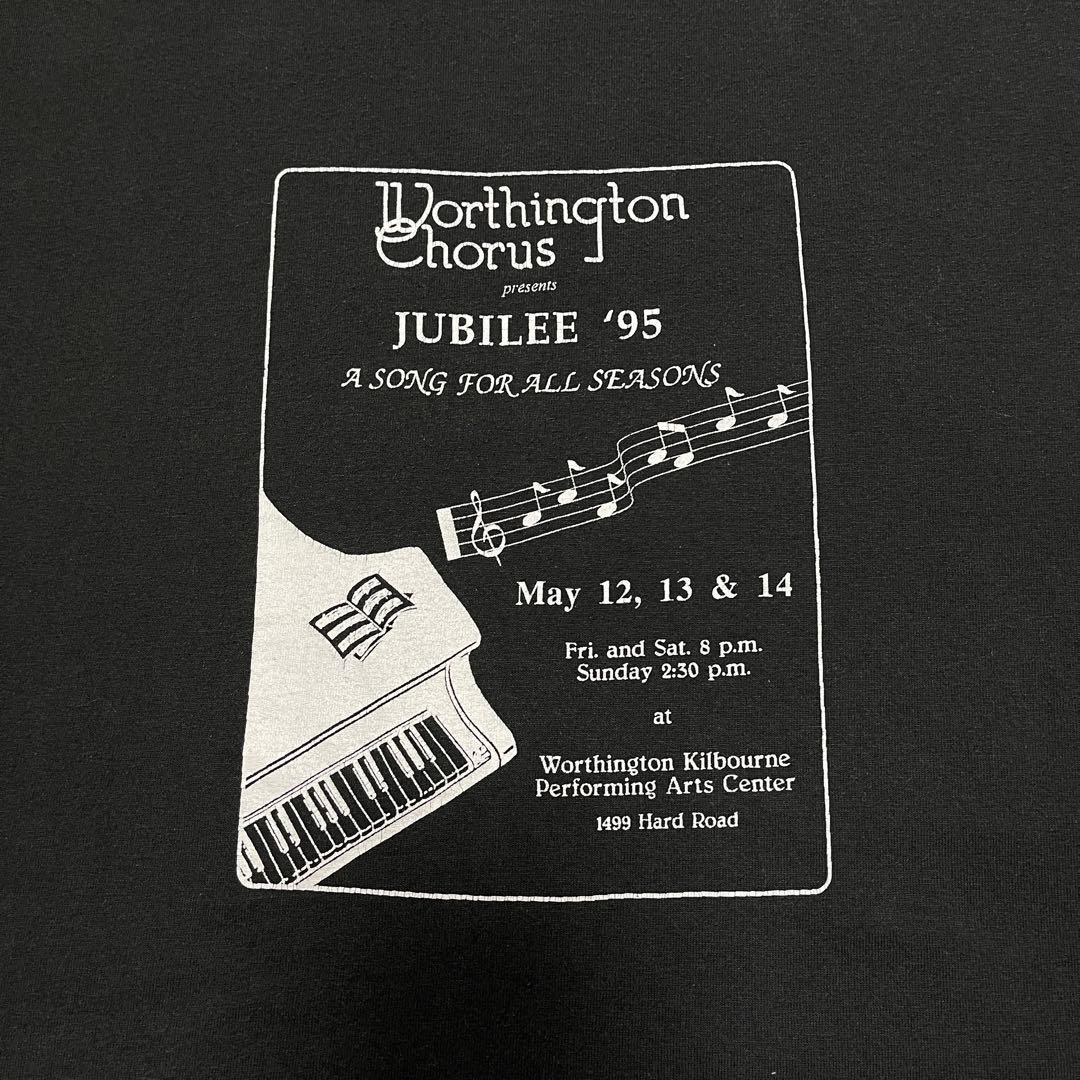 Worthington
Chorus
presents
JUBILEE '95
A SONG FOR ALL SEASONS
May 12, 13 & 14
Fri. and Sat. 8 p.m.
Sunday 2:30 p.m.
at
Worthington Kilbourne
Performing Arts Center
1499 Hard Road